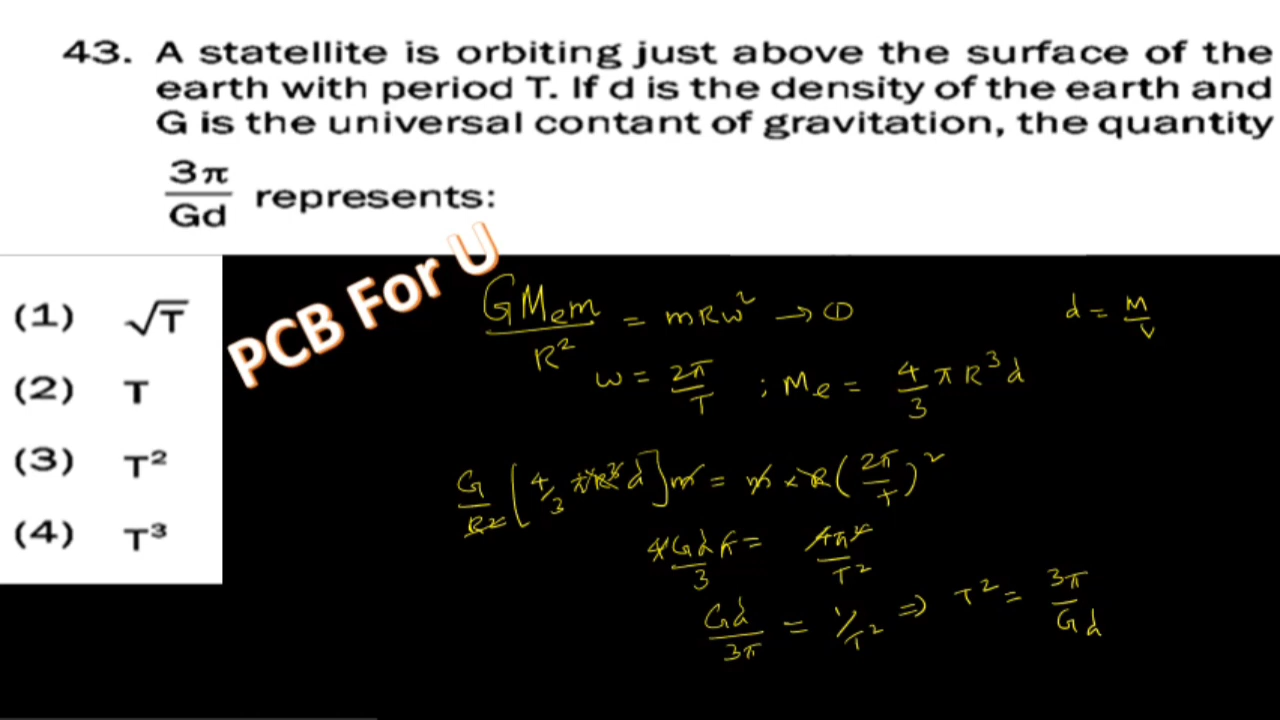 43. A statellite is orbiting just above the surface of the
earth with period T. If d is the density of the earth and
G is the universal contant of gravitation, the quantity
3π/Gd represents:
(1) √T
(2) T
(3) T²
(4) T³
PCB For U
GMem/R² = mRω² → ①
d = M/V
ω = 2π/T ; Me = 4/3 π R³ d
G/R² [4/3 πR³d] m = m × R (2π/T)²
4Gdπ/3 = 4π²/T²
Gd/3π = 1/T² ⇒ T² = 3π/Gd